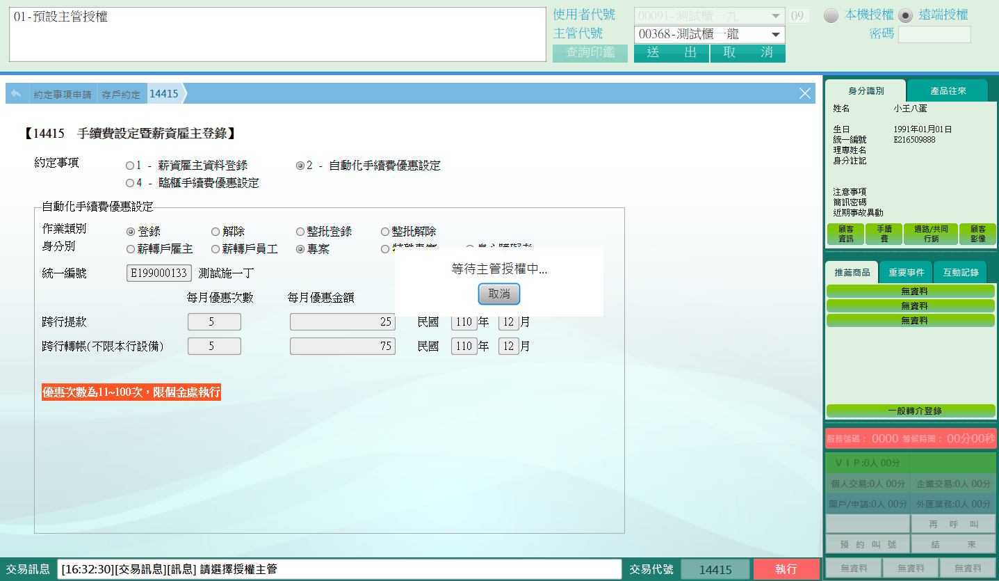 01-預設主管授權
使用者代號 00091-測試櫃一九 09 本機授權 遠端授權
主管代號 00368-測試櫃一龍 密碼
查詢印鑑 送 出 取 消
約定事項申請 存戶約定 14415
【14415 手續費設定暨薪資雇主登錄】
約定事項 1 - 薪資雇主資料登錄 2 - 自動化手續費優惠設定
4 - 臨櫃手續費優惠設定
自動化手續費優惠設定
作業類別 登錄 解除 整批登錄 整批解除
身分別 薪轉戶雇主 薪轉戶員工 專案
統一編號 E199000133 測試施一丁
等待主管授權中...
取消
每月優惠次數 每月優惠金額
跨行提款 5 25 民國 110 年 12 月
跨行轉帳(不限本行設備) 5 75 民國 110 年 12 月
優惠次數為11~100次，限個金處執行
交易訊息 [16:32:30][交易訊息][訊息] 請選擇授權主管 交易代號 14415 執行
身分識別 產品往來
姓名 小王八蛋
生日 1991年01月01日
統一編號 E216509888
理專姓名
身分註記
注意事項
簡訊密碼
近期事故異動
顧客資訊 手續費 通路/共同行銷 顧客影像
推薦商品 重要事件 互動記錄
無資料
無資料
無資料
一般轉介登錄
服務號碼： 0000 等候時間： 00分00秒
ＶＩＰ:0人 00分
個人交易:0人 00分 企業交易:0人 00分
開戶/申請:0人 00分 外匯業務:0人 00分
再 呼 叫
預 約 叫 號 結 束
無資料 無資料 無資料